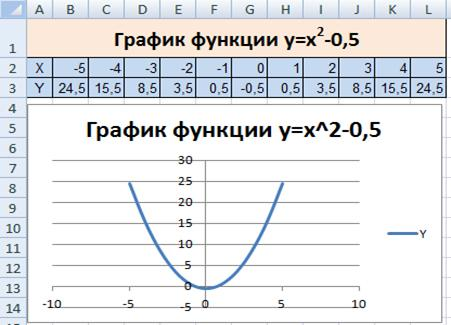 A B C D E F G H I J K L
1 График функции y=x²-0,5
2 X -5 -4 -3 -2 -1 0 1 2 3 4 5
3 Y 24,5 15,5 8,5 3,5 0,5 -0,5 0,5 3,5 8,5 15,5 24,5
4
5 График функции y=x^2-0,5
6
7 30
8 25
9 20
10 15
11 10 Y
12 5
13 0
-10 -5 0 5 10
14 -5